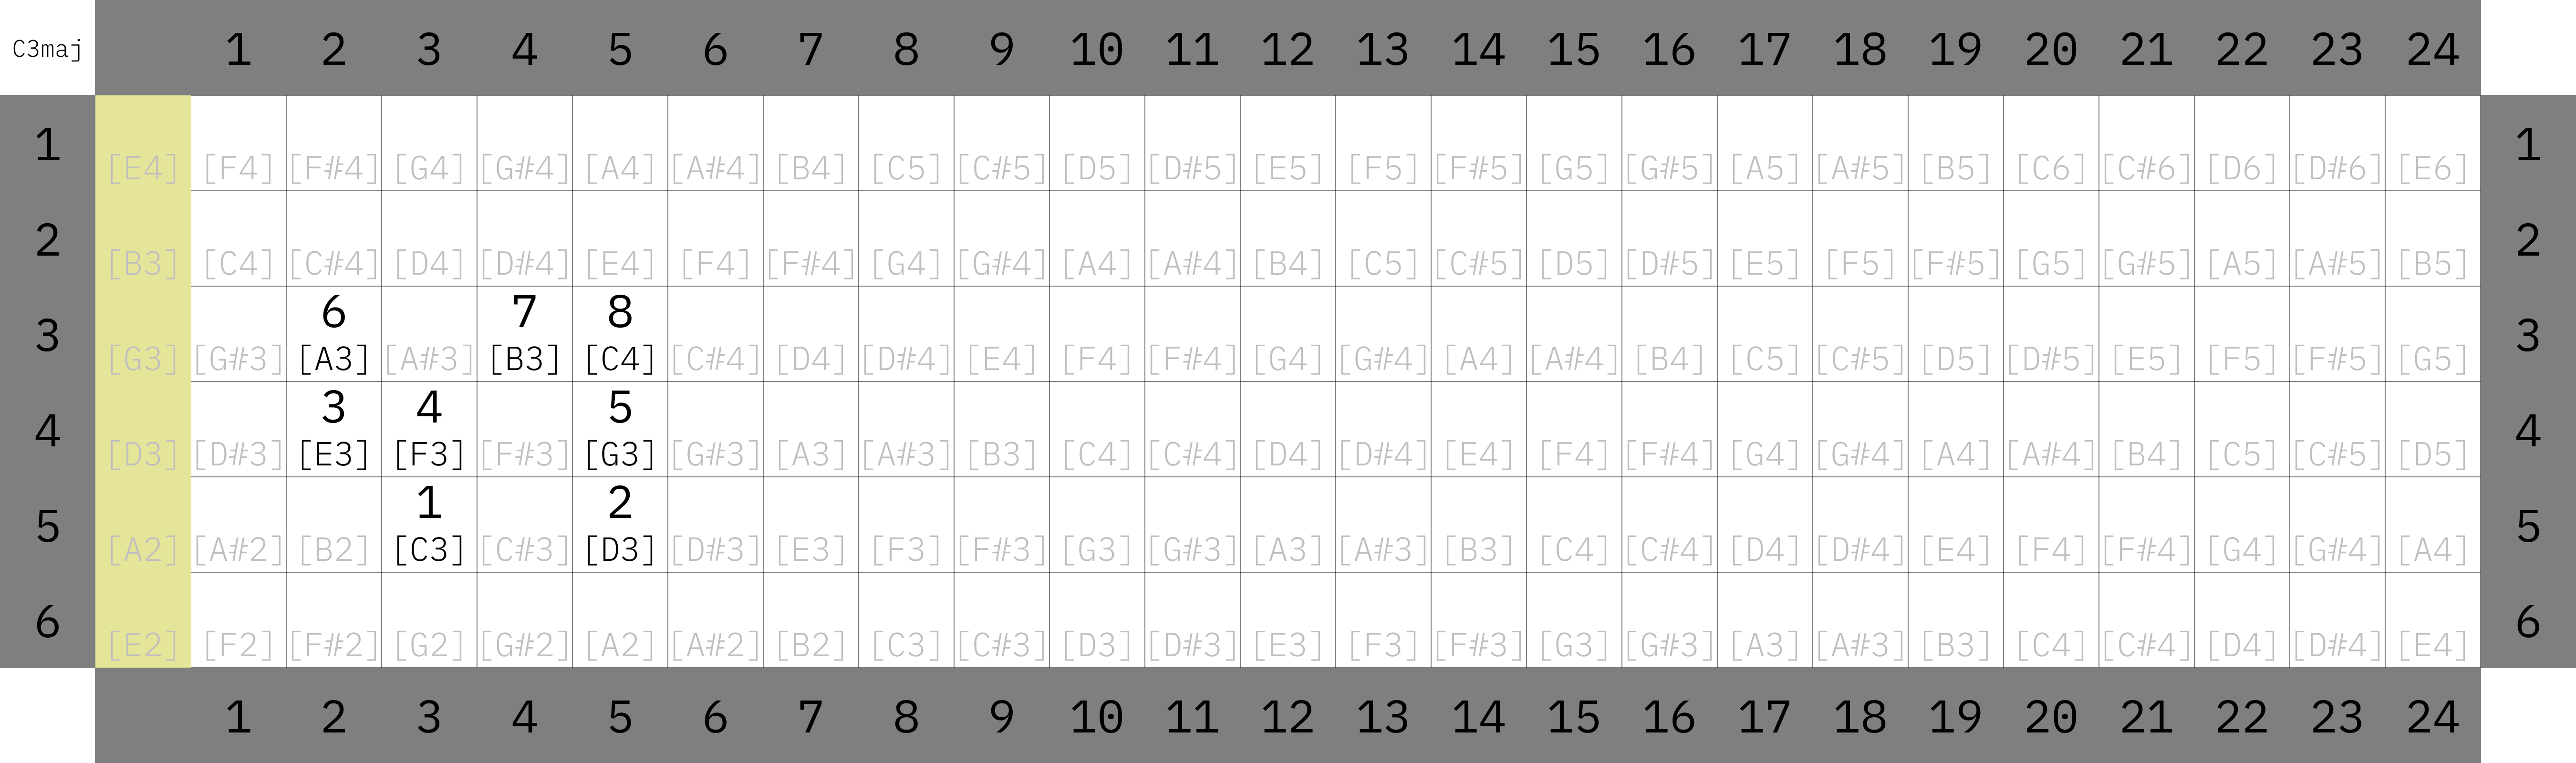 C3maj 1 2 3 4 5 6 7 8 9 10 11 12 13 14 15 16 17 18 19 20 21 22 23 24
1 1
[E4] [F4] [F#4] [G4] [G#4] [A4] [A#4] [B4] [C5] [C#5] [D5] [D#5] [E5] [F5] [F#5] [G5] [G#5] [A5] [A#5] [B5] [C6] [C#6] [D6] [D#6] [E6]
2 2
[B3] [C4] [C#4] [D4] [D#4] [E4] [F4] [F#4] [G4] [G#4] [A4] [A#4] [B4] [C5] [C#5] [D5] [D#5] [E5] [F5] [F#5] [G5] [G#5] [A5] [A#5] [B5]
3 6 7 8 3
[G3] [G#3] [A3] [A#3] [B3] [C4] [C#4] [D4] [D#4] [E4] [F4] [F#4] [G4] [G#4] [A4] [A#4] [B4] [C5] [C#5] [D5] [D#5] [E5] [F5] [F#5] [G5]
4 3 4 5 4
[D3] [D#3] [E3] [F3] [F#3] [G3] [G#3] [A3] [A#3] [B3] [C4] [C#4] [D4] [D#4] [E4] [F4] [F#4] [G4] [G#4] [A4] [A#4] [B4] [C5] [C#5] [D5]
5 1 2 5
[A2] [A#2] [B2] [C3] [C#3] [D3] [D#3] [E3] [F3] [F#3] [G3] [G#3] [A3] [A#3] [B3] [C4] [C#4] [D4] [D#4] [E4] [F4] [F#4] [G4] [G#4] [A4]
6 6
[E2] [F2] [F#2] [G2] [G#2] [A2] [A#2] [B2] [C3] [C#3] [D3] [D#3] [E3] [F3] [F#3] [G3] [G#3] [A3] [A#3] [B3] [C4] [C#4] [D4] [D#4] [E4]
1 2 3 4 5 6 7 8 9 10 11 12 13 14 15 16 17 18 19 20 21 22 23 24